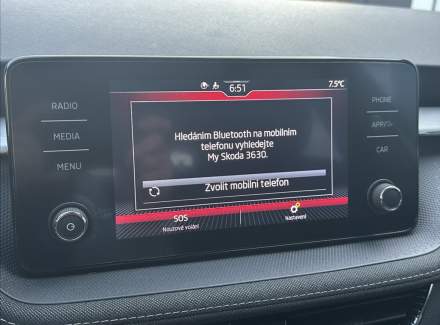 6:51
7.5°C
RADIO
MEDIA
MENU
PHONE
APP/
CAR
Hledáním Bluetooth na mobilním
telefonu vyhledejte
My Skoda 3630.
Zvolit mobilní telefon
SOS
Nouzové volání
Nastavení